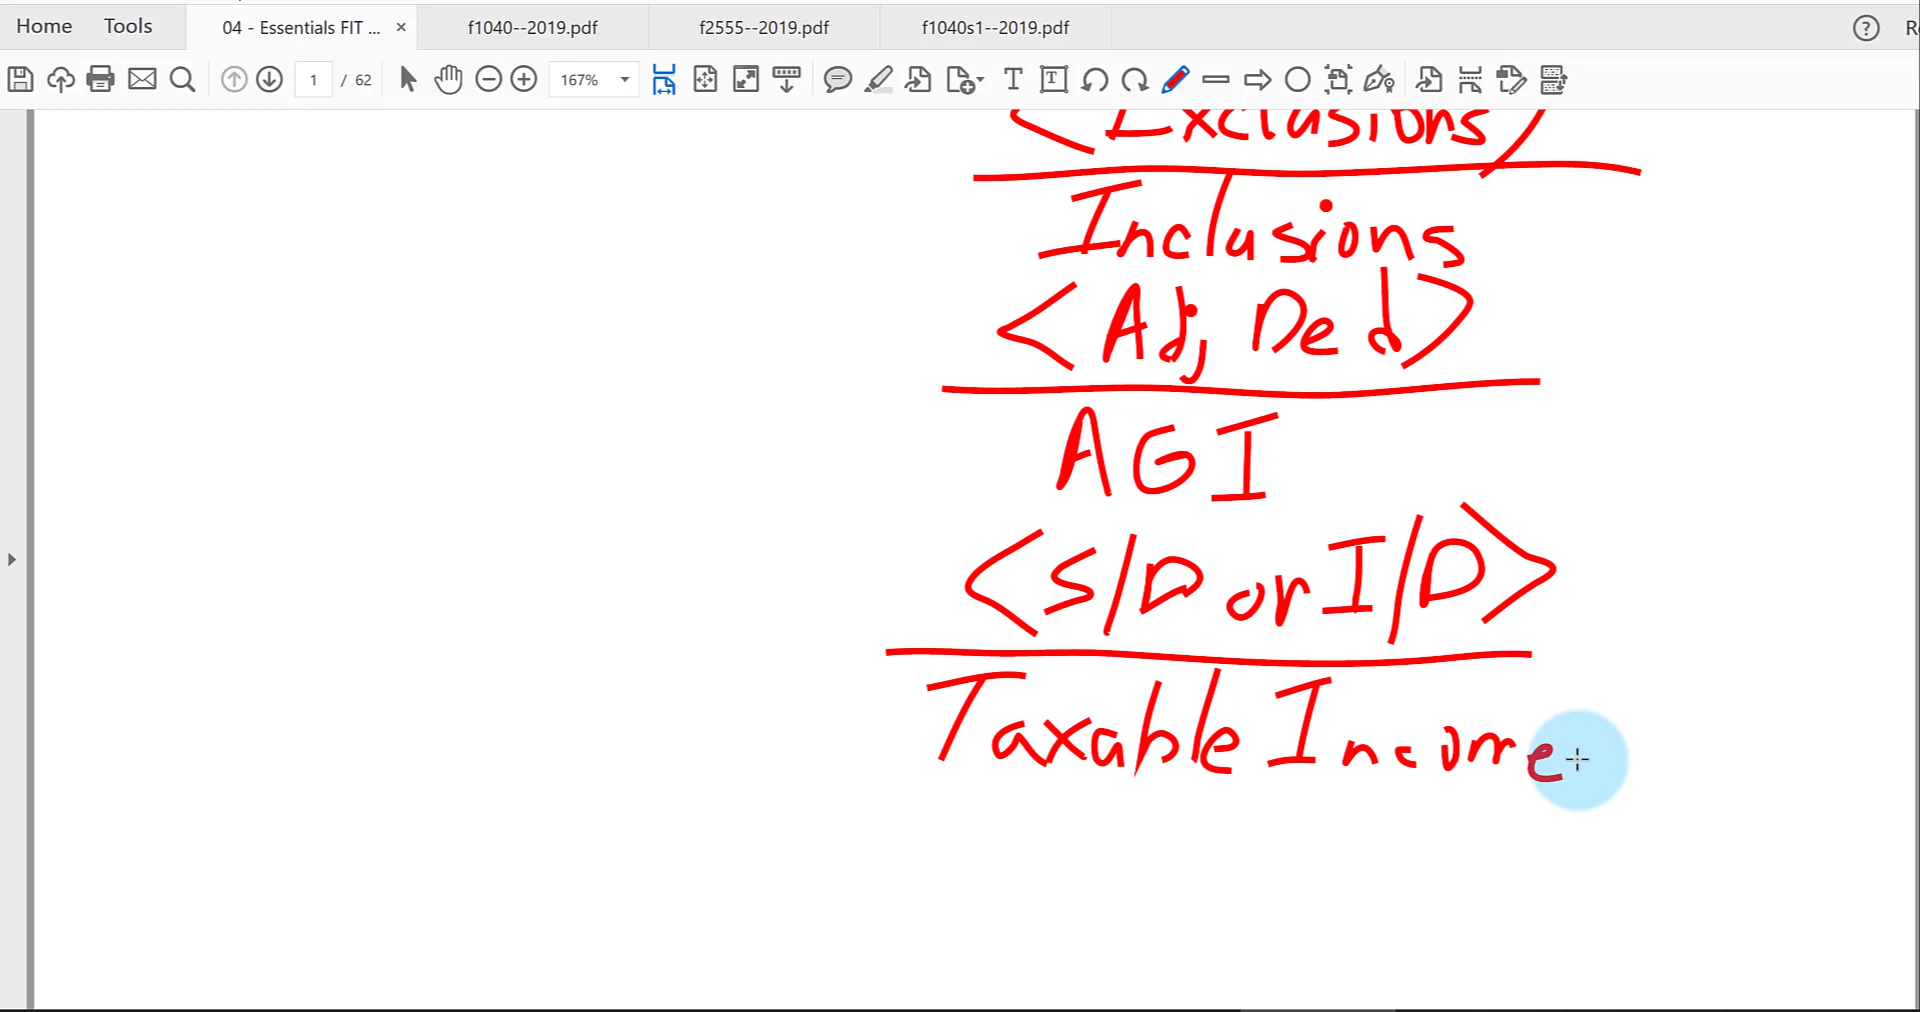 Home Tools 04 - Essentials FIT ... × f1040--2019.pdf f2555--2019.pdf f1040s1--2019.pdf ? R
1 / 62 167% T T
<Exclusions>
Inclusions
<Adj, Ded>
AGI
<S/D or I/D>
Taxable Income